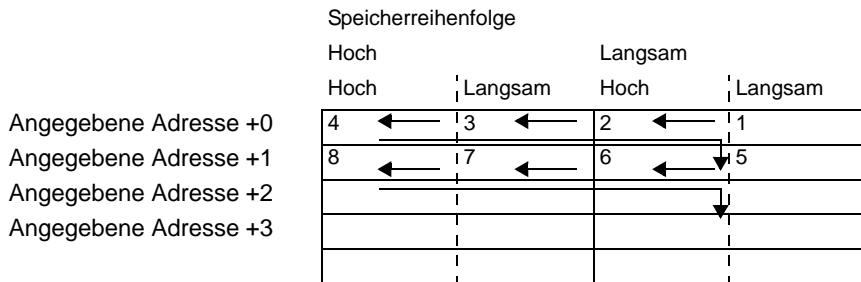 Speicherreihenfolge
Hoch Langsam
Hoch Langsam Hoch Langsam
Angegebene Adresse +0 4 3 2 1
Angegebene Adresse +1 8 7 6 5
Angegebene Adresse +2
Angegebene Adresse +3